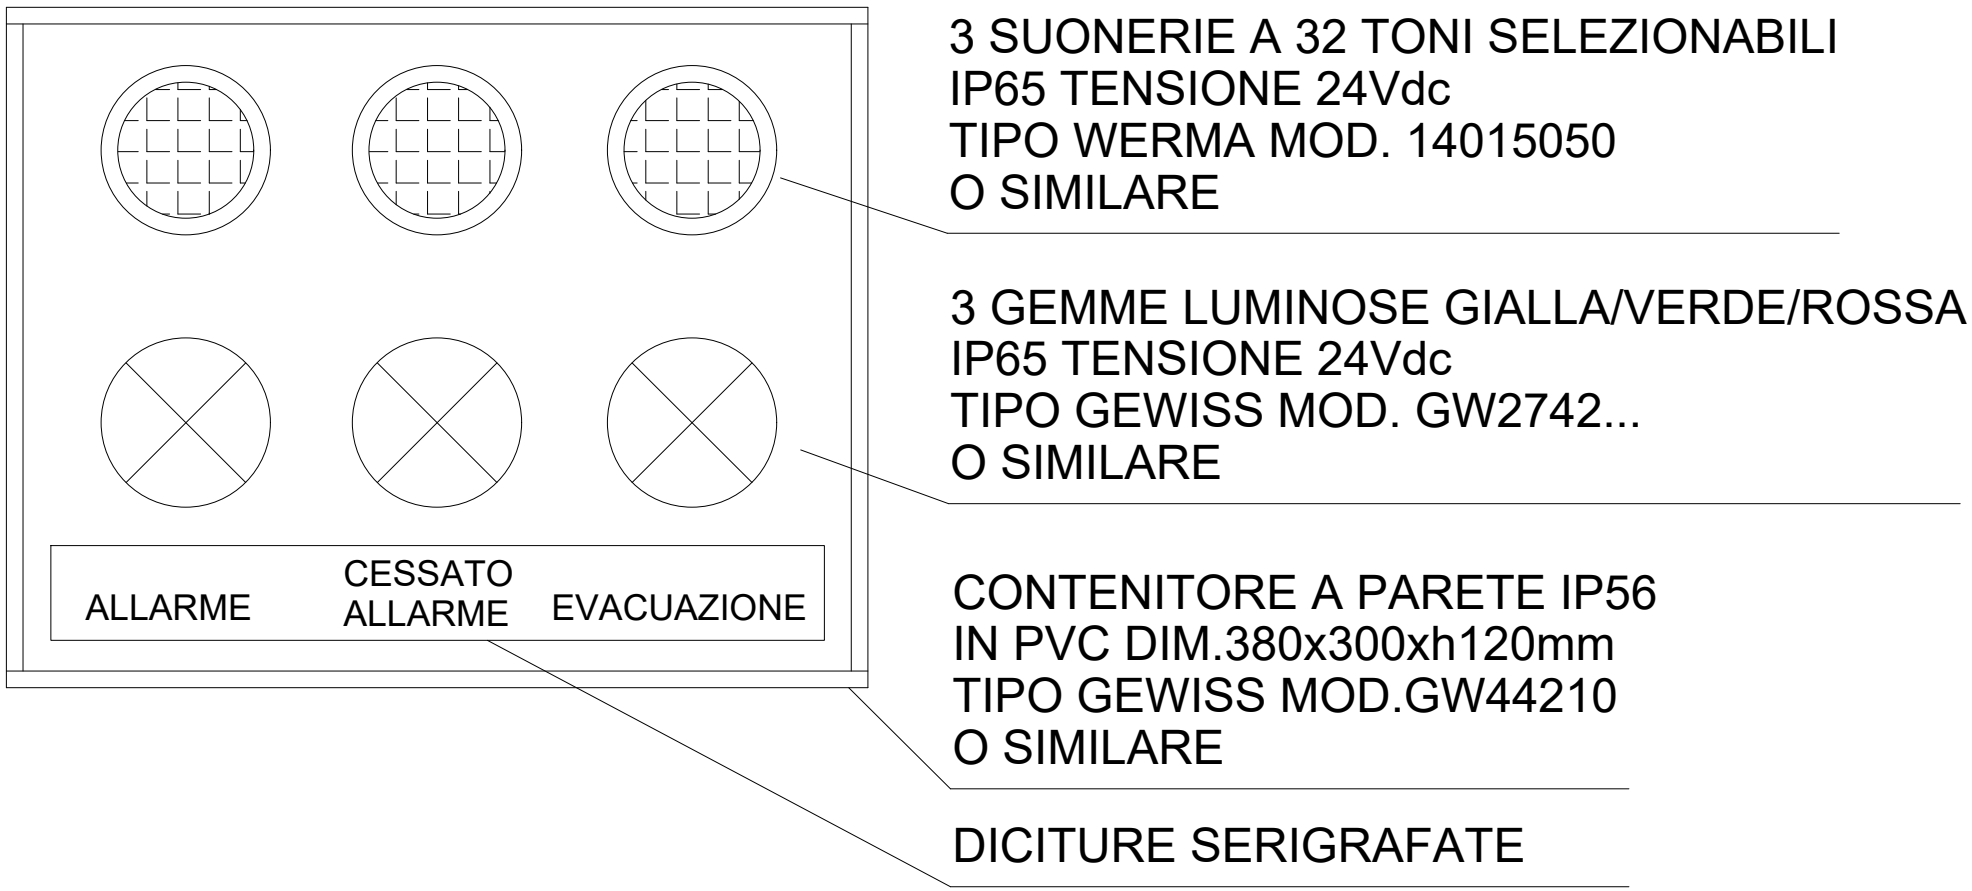 3 SUONERIE A 32 TONI SELEZIONABILI
IP65 TENSIONE 24Vdc
TIPO WERMA MOD. 14015050
O SIMILARE
3 GEMME LUMINOSE GIALLA/VERDE/ROSSA
IP65 TENSIONE 24Vdc
TIPO GEWISS MOD. GW2742...
O SIMILARE
ALLARME
CESSATO
ALLARME
EVACUAZIONE
CONTENITORE A PARETE IP56
IN PVC DIM.380x300xh120mm
TIPO GEWISS MOD.GW44210
O SIMILARE
DICITURE SERIGRAFATE